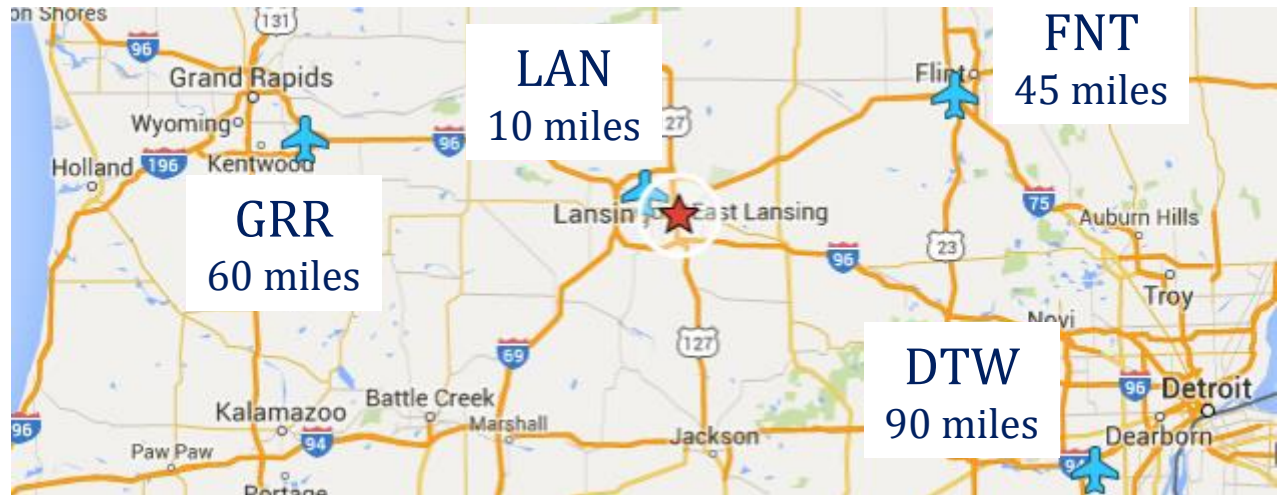 on Shores
131
FNT
45 miles
96
LAN
10 miles
Grand Rapids
Flint
Wyoming
27
96
Kentwood
Holland
196
GRR
60 miles
Lansing
East Lansing
75
Auburn Hills
23
96
Troy
Novi
127
69
DTW
90 miles
96
Detroit
Battle Creek
Kalamazoo
96
94
Marshall
Jackson
Dearborn
Paw Paw
94
Portage